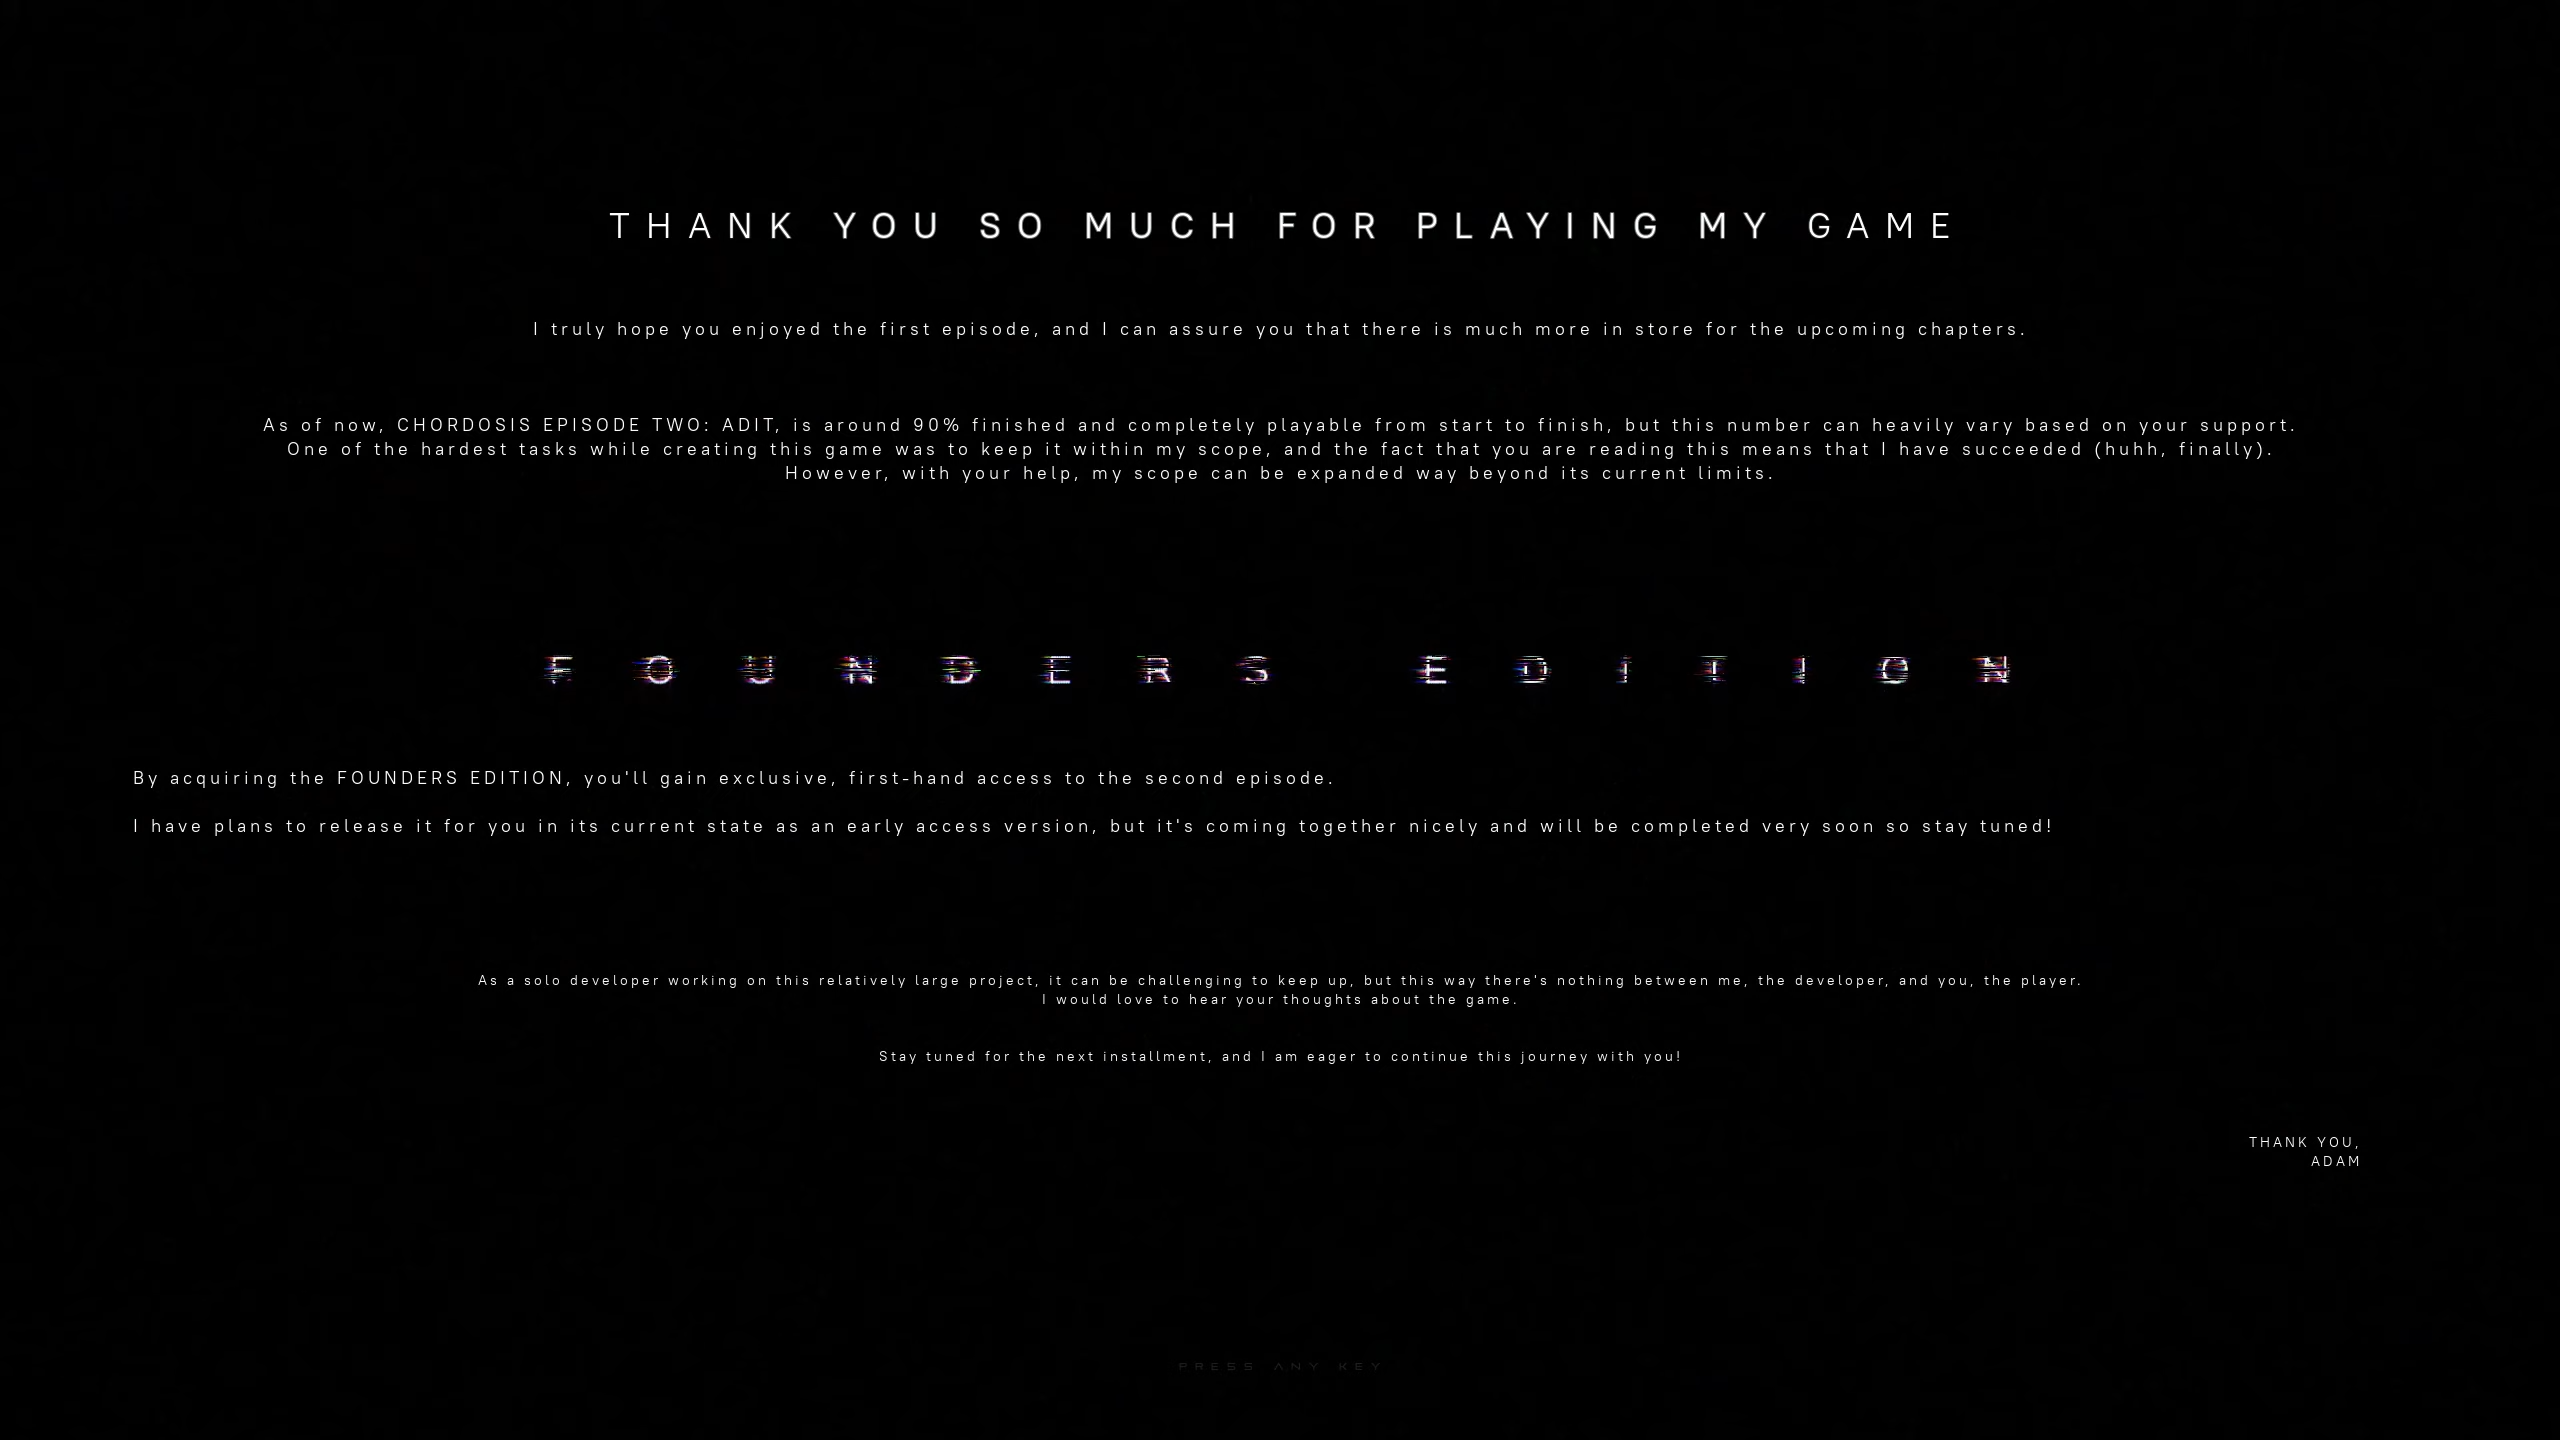 THANK YOU SO MUCH FOR PLAYING MY GAME
I truly hope you enjoyed the first episode, and I can assure you that there is much more in store for the upcoming chapters.
As of now, CHORDOSIS EPISODE TWO: ADIT, is around 90% finished and completely playable from start to finish, but this number can heavily vary based on your support.
One of the hardest tasks while creating this game was to keep it within my scope, and the fact that you are reading this means that I have succeeded (huhh, finally).
However, with your help, my scope can be expanded way beyond its current limits.
FOUNDERS EDITION
By acquiring the FOUNDERS EDITION, you'll gain exclusive, first-hand access to the second episode.
I have plans to release it for you in its current state as an early access version, but it's coming together nicely and will be completed very soon so stay tuned!
As a solo developer working on this relatively large project, it can be challenging to keep up, but this way there's nothing between me, the developer, and you, the player.
I would love to hear your thoughts about the game.
Stay tuned for the next installment, and I am eager to continue this journey with you!
THANK YOU,
ADAM
PRESS ANY KEY